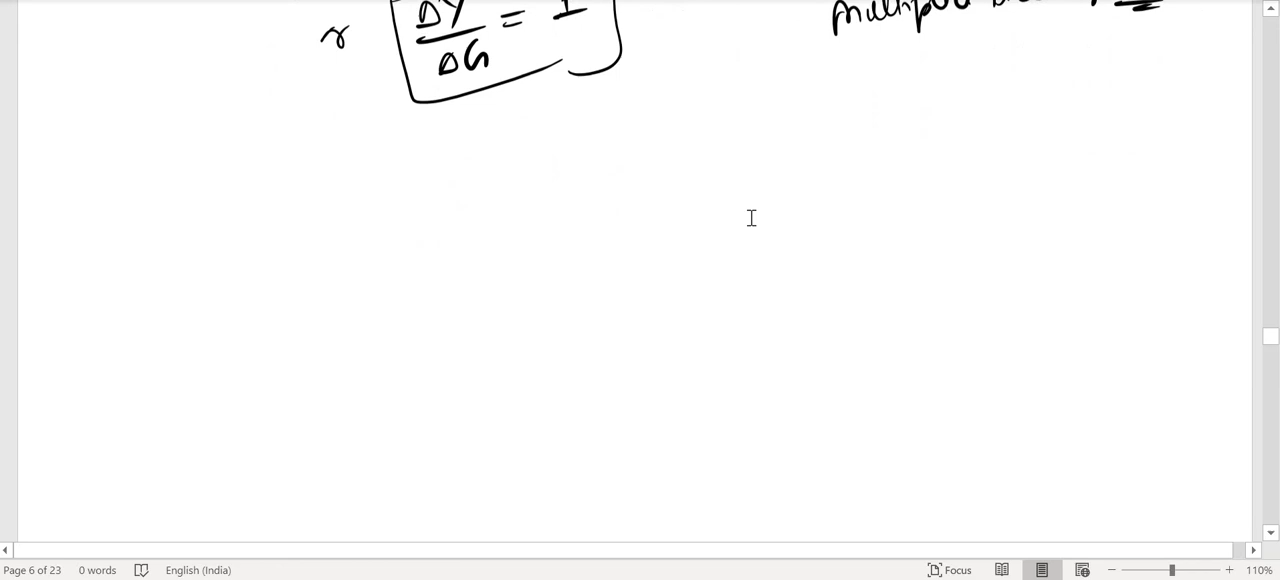 r ΔY/ΔG = 1
Page 6 of 23 0 words English (India) Focus 110%